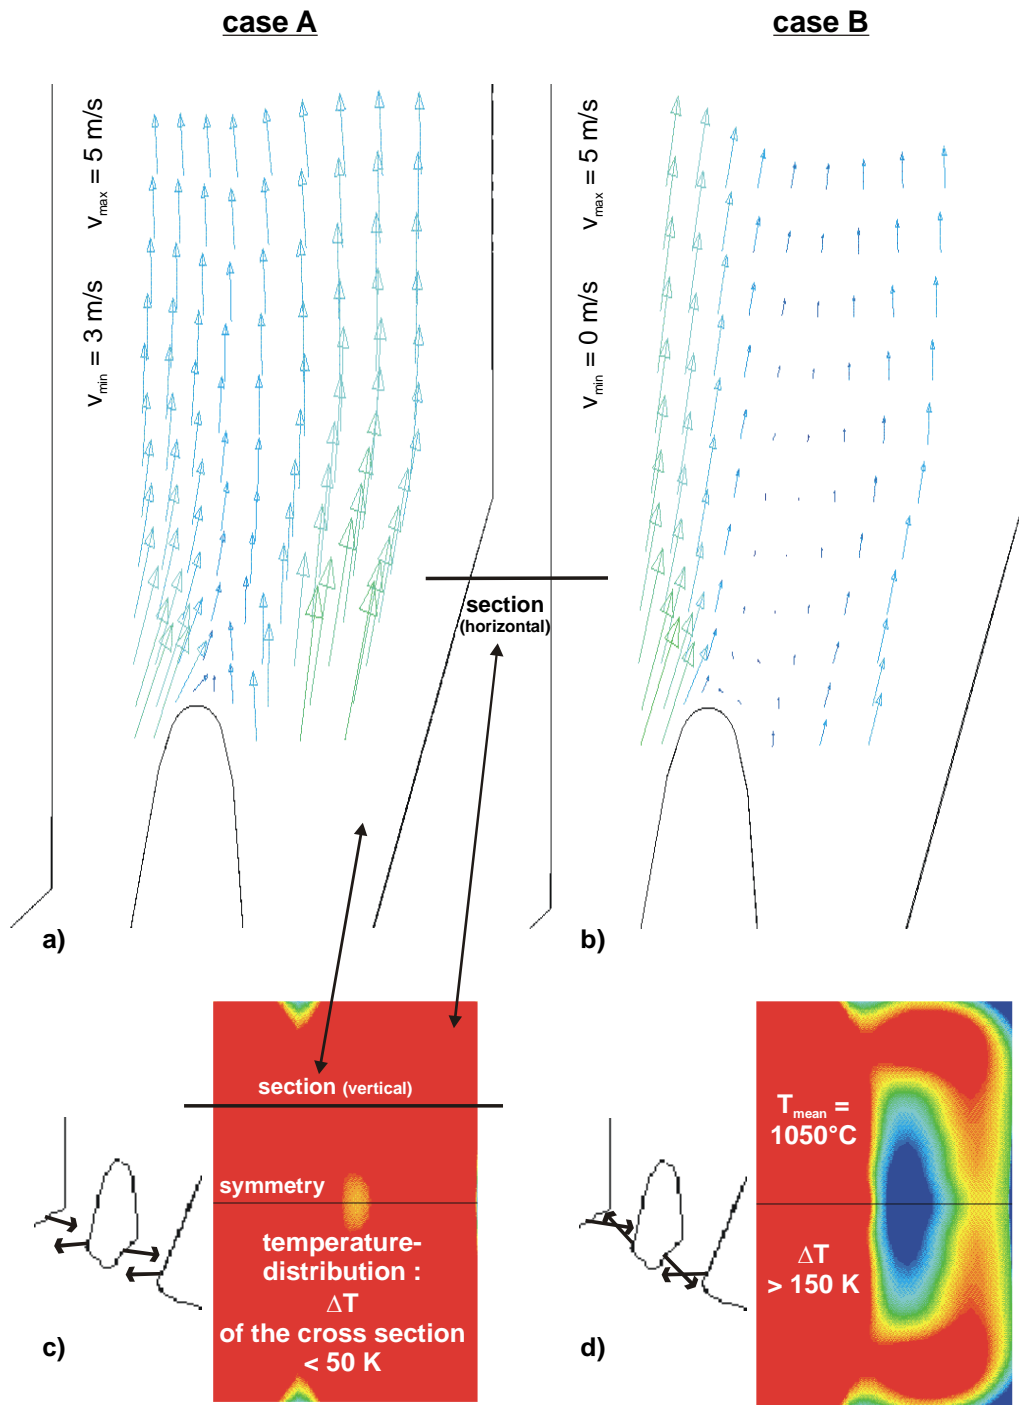 case A
case B
vmax = 5 m/s
vmin = 3 m/s
vmax = 5 m/s
vmin = 0 m/s
section
(horizontal)
a)
b)
section (vertical)
symmetry
temperature-
distribution :
ΔT
of the cross section
< 50 K
Tmean =
1050°C
ΔT
> 150 K
c)
d)